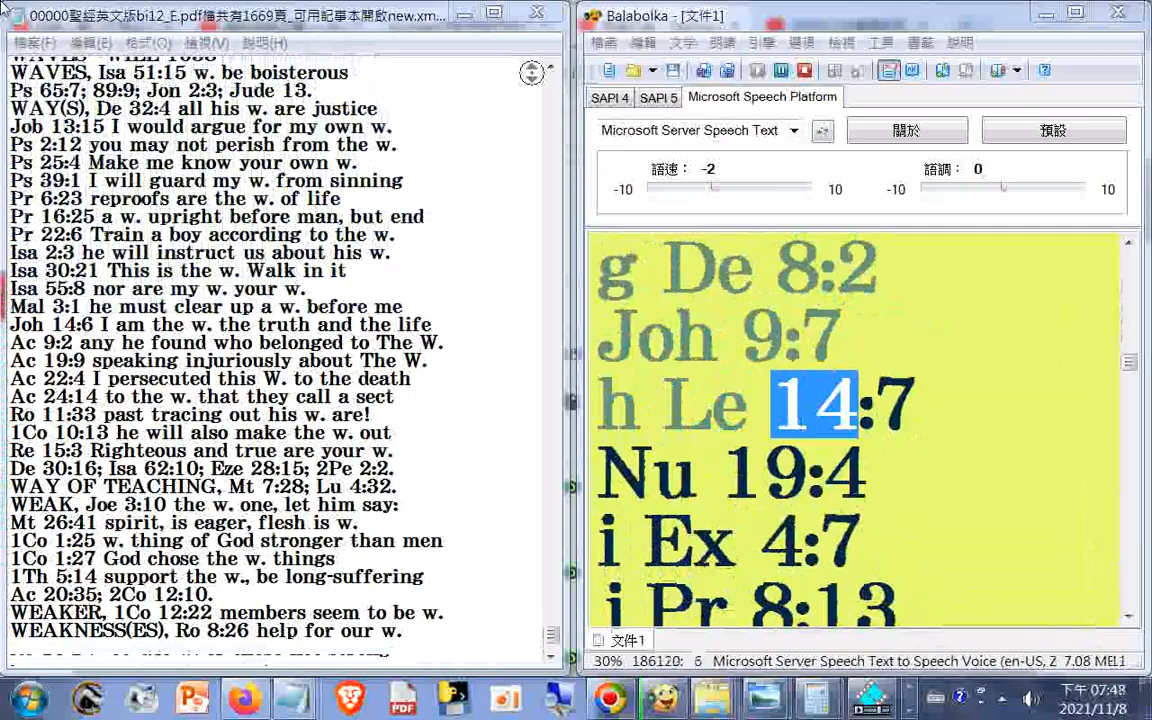 00000聖經英文版bi12_E.pdf檔共有1669頁_可用記事本開啟new.xm...
檔案(F) 編輯(E) 格式(O) 檢視(V) 說明(H)
WAVES, Isa 51:15 w. be boisterous
Ps 65:7; 89:9; Jon 2:3; Jude 13.
WAY(S), De 32:4 all his w. are justice
Job 13:15 I would argue for my own w.
Ps 2:12 you may not perish from the w.
Ps 25:4 Make me know your own w.
Ps 39:1 I will guard my w. from sinning
Pr 6:23 reproofs are the w. of life
Pr 16:25 a w. upright before man, but end
Pr 22:6 Train a boy according to the w.
Isa 2:3 he will instruct us about his w.
Isa 30:21 This is the w. Walk in it
Isa 55:8 nor are my w. your w.
Mal 3:1 he must clear up a w. before me
Joh 14:6 I am the w. the truth and the life
Ac 9:2 any he found who belonged to The W.
Ac 19:9 speaking injuriously about The W.
Ac 22:4 I persecuted this W. to the death
Ac 24:14 to the w. that they call a sect
Ro 11:33 past tracing out his w. are!
1Co 10:13 he will also make the w. out
Re 15:3 Righteous and true are your w.
De 30:16; Isa 62:10; Eze 28:15; 2Pe 2:2.
WAY OF TEACHING, Mt 7:28; Lu 4:32.
WEAK, Joe 3:10 the w. one, let him say:
Mt 26:41 spirit, is eager, flesh is w.
1Co 1:25 w. thing of God stronger than men
1Co 1:27 God chose the w. things
1Th 5:14 support the w., be long-suffering
Ac 20:35; 2Co 12:10.
WEAKER, 1Co 12:22 members seem to be w.
WEAKNESS(ES), Ro 8:26 help for our w.
Balabolka - [文件1]
檔案 編輯 文字 朗讀 引擎 選項 檢視 工具 書籤 說明
SAPI 4 SAPI 5 Microsoft Speech Platform
Microsoft Server Speech Text 關於 預設
語速： -2 語調： 0
-10 10 -10 10
g De 8:2
Joh 9:7
h Le 14:7
Nu 19:4
i Ex 4:7
j Pr 8:13
文件1
30% 186120: 6 Microsoft Server Speech Text to Speech Voice (en-US, Z 7.08 МБ1
PDF
下午 07:48
2021/11/8